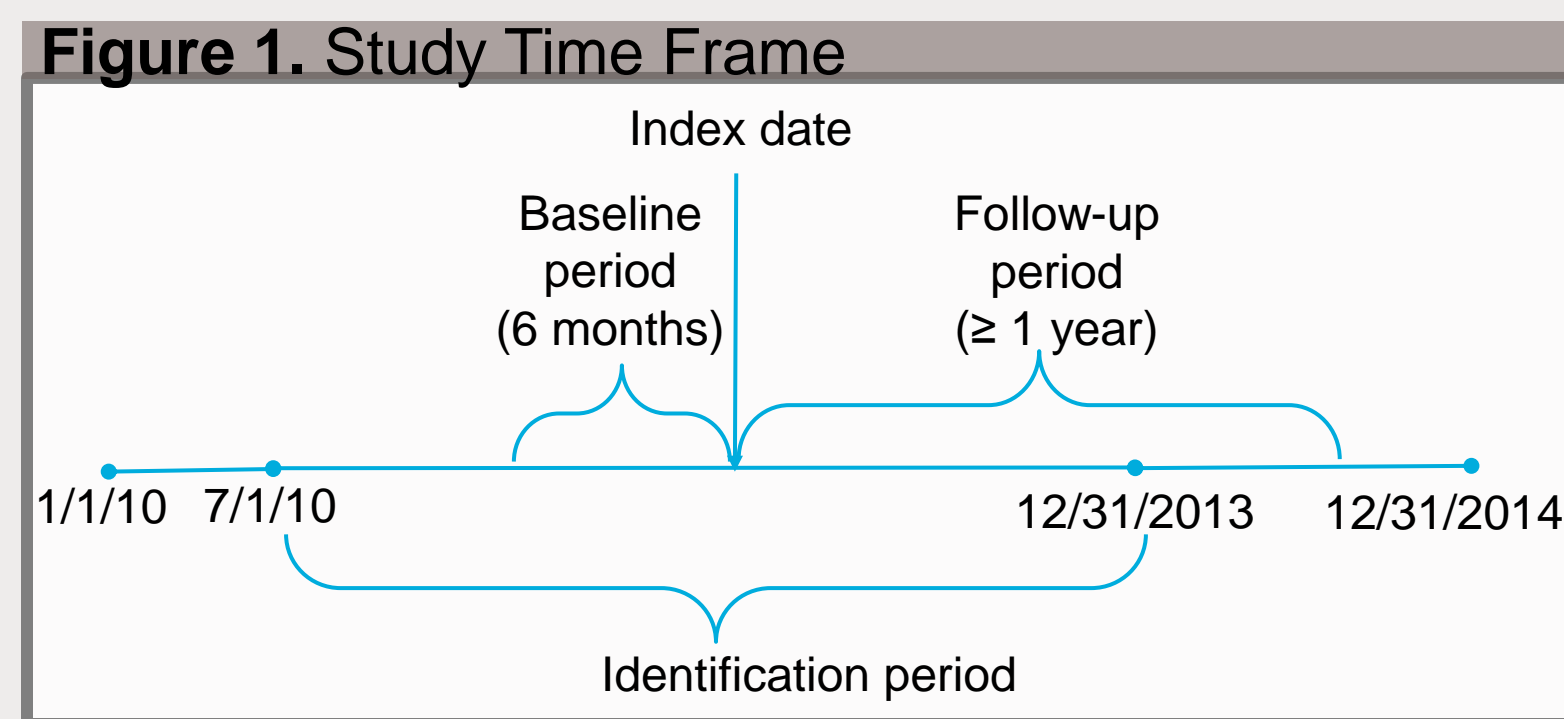 Figure 1. Study Time Frame
Index date
Baseline
period
(6 months)
Follow-up
period
(≥ 1 year)
1/1/10
7/1/10
12/31/2013
12/31/2014
Identification period